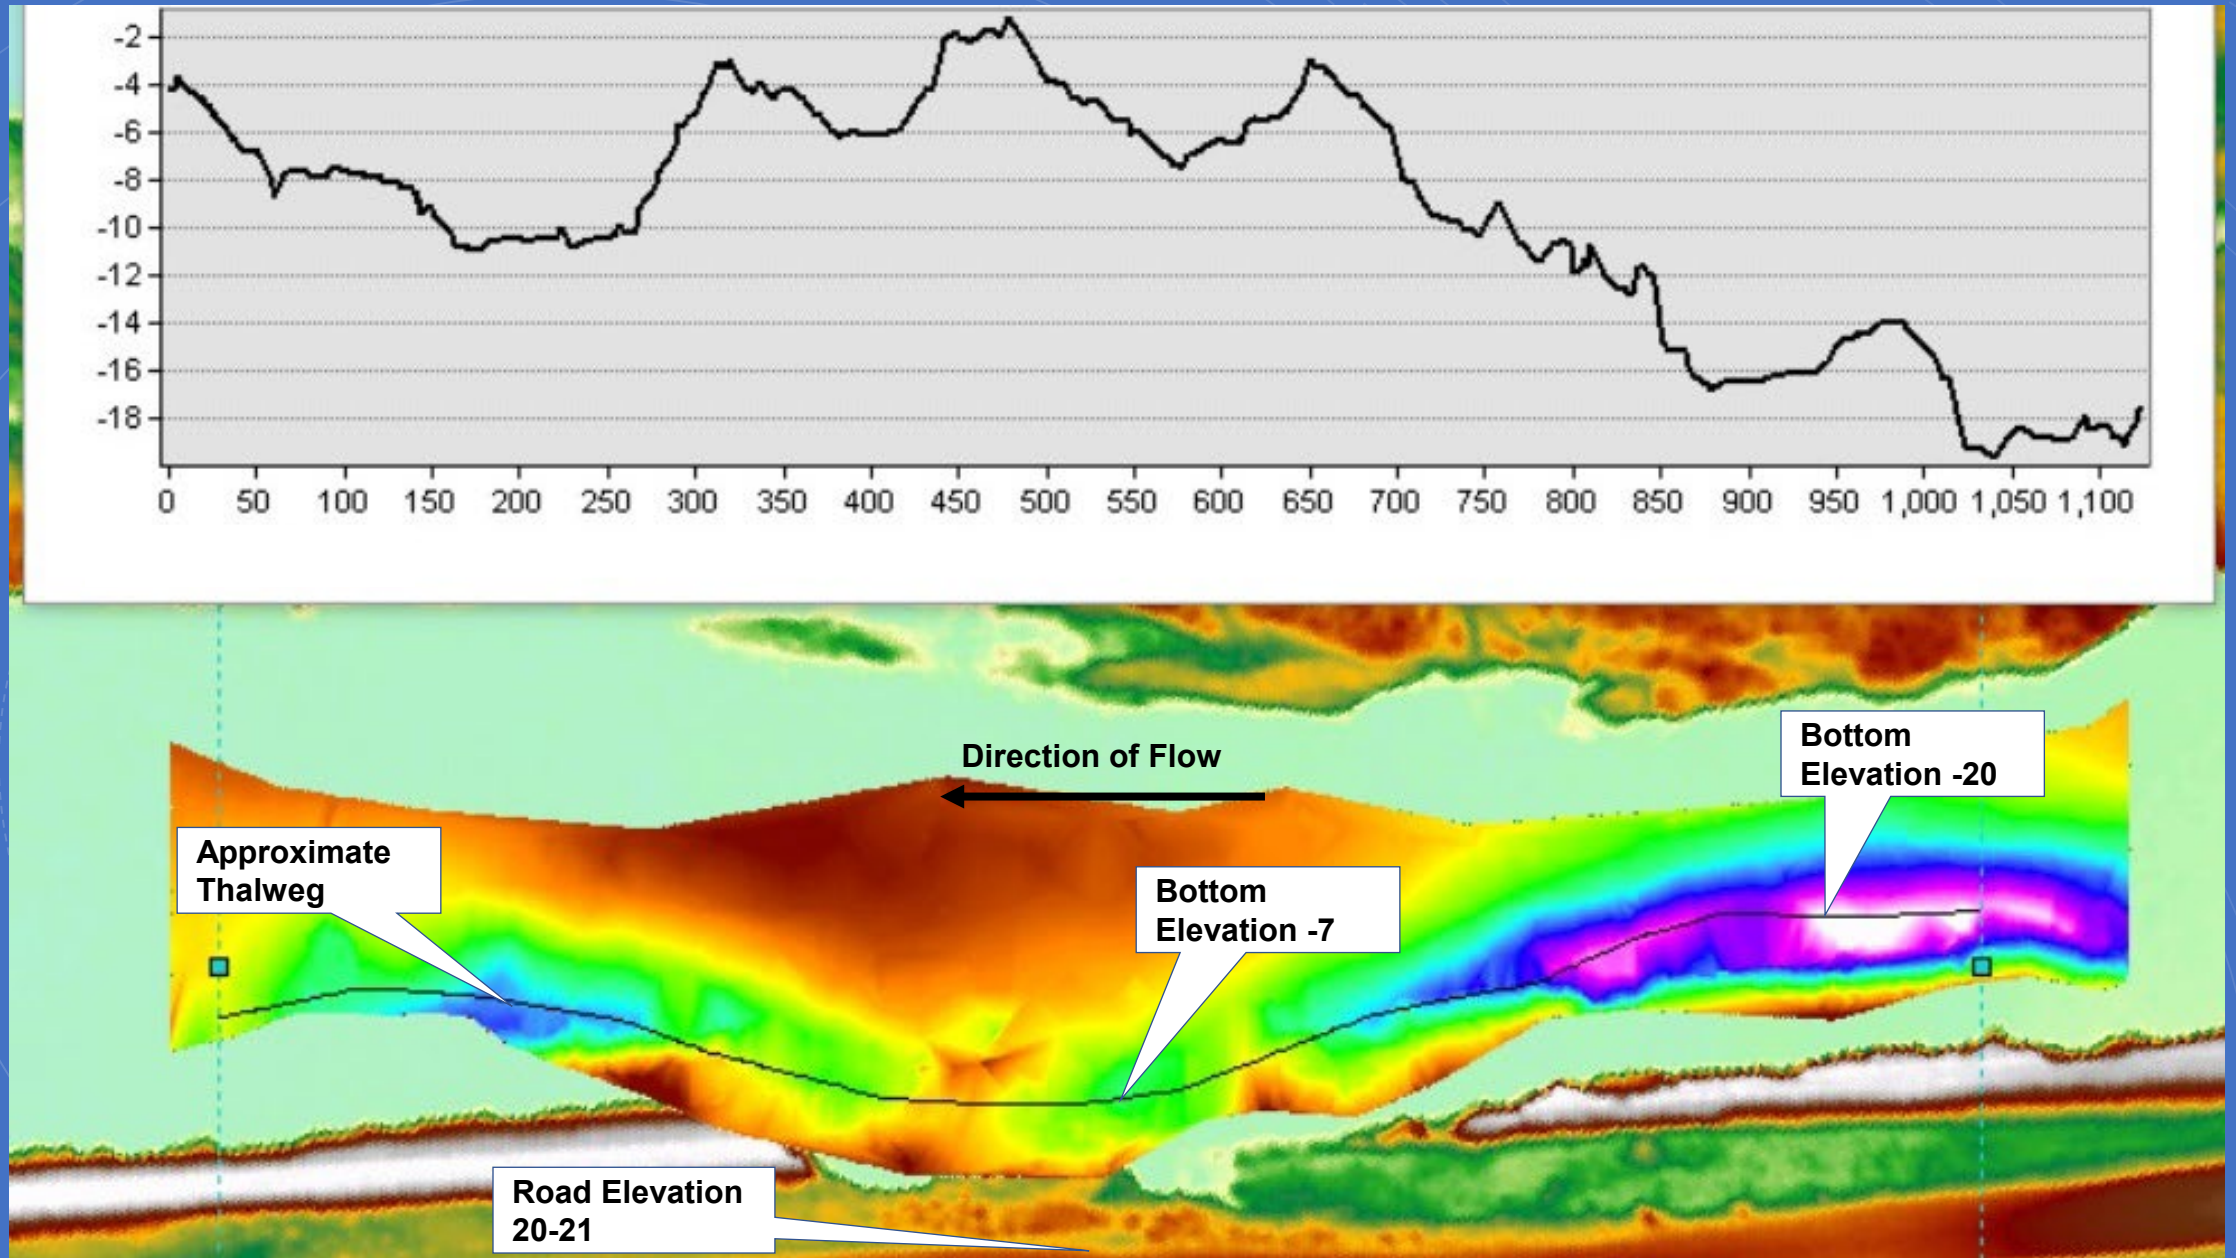 -2
-4
-6
-8
-10
-12
-14
-16
-18
0 50 100 150 200 250 300 350 400 450 500 550 600 650 700 750 800 850 900 950 1,000 1,050 1,100
Direction of Flow
Bottom
Elevation -20
Approximate
Thalweg
Bottom
Elevation -7
Road Elevation
20-21